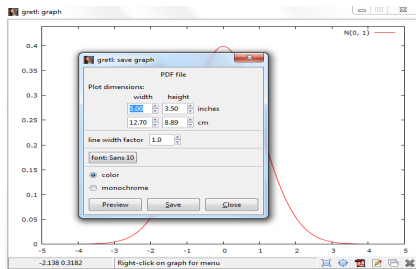 gretl: graph
N(0, 1)
0.4
0.35
0.3
0.25
0.2
0.15
0.1
0.05
0
-5 -4 -3 -2 -1 0 1 2 3 4 5
gretl: save graph
PDF file
Plot dimensions:
width height
5.00 3.50 inches
12.70 8.89 cm
line width factor 1.0
font: Sans 10
color
monochrome
Preview Save Close
-2.138 0.3182 Right-click on graph for menu